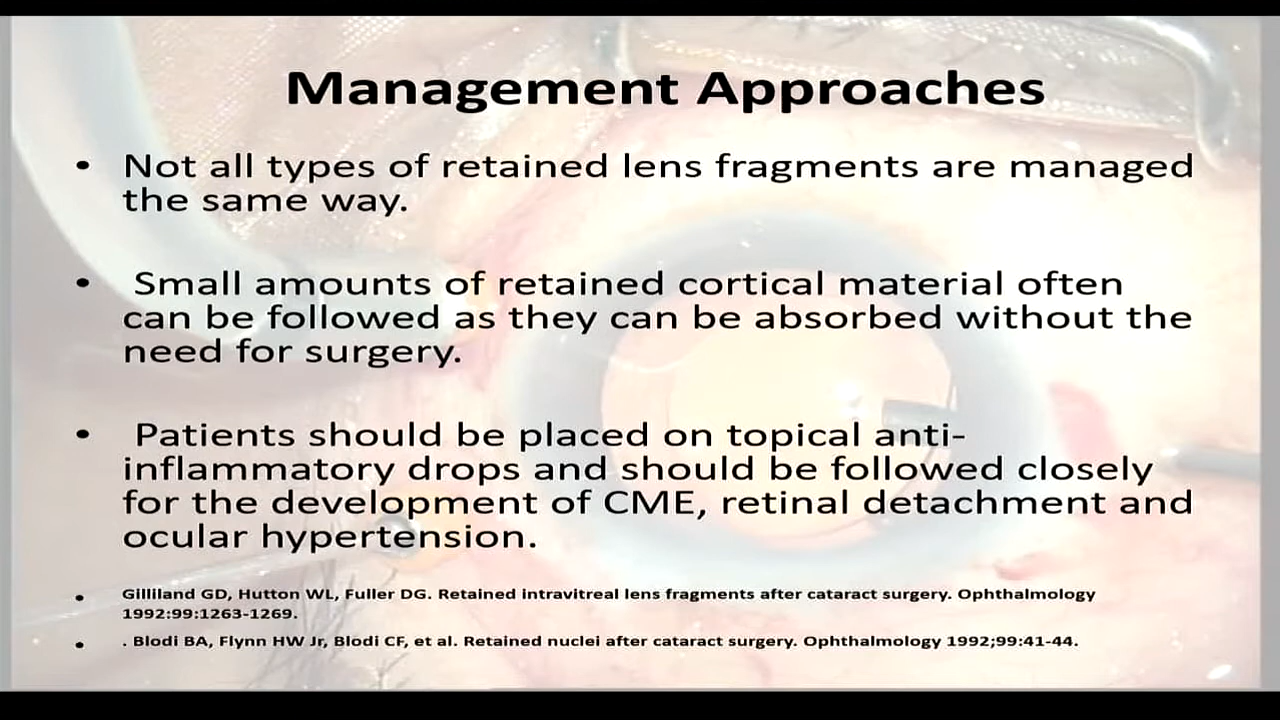 Management Approaches
• Not all types of retained lens fragments are managed
the same way.
• Small amounts of retained cortical material often
can be followed as they can be absorbed without the
need for surgery.
• Patients should be placed on topical anti-
inflammatory drops and should be followed closely
for the development of CME, retinal detachment and
ocular hypertension.
• Gilliland GD, Hutton WL, Fuller DG. Retained intravitreal lens fragments after cataract surgery. Ophthalmology
1992:99:1263-1269.
• . Blodi BA, Flynn HW Jr, Blodi CF, et al. Retained nuclei after cataract surgery. Ophthalmology 1992;99:41-44.